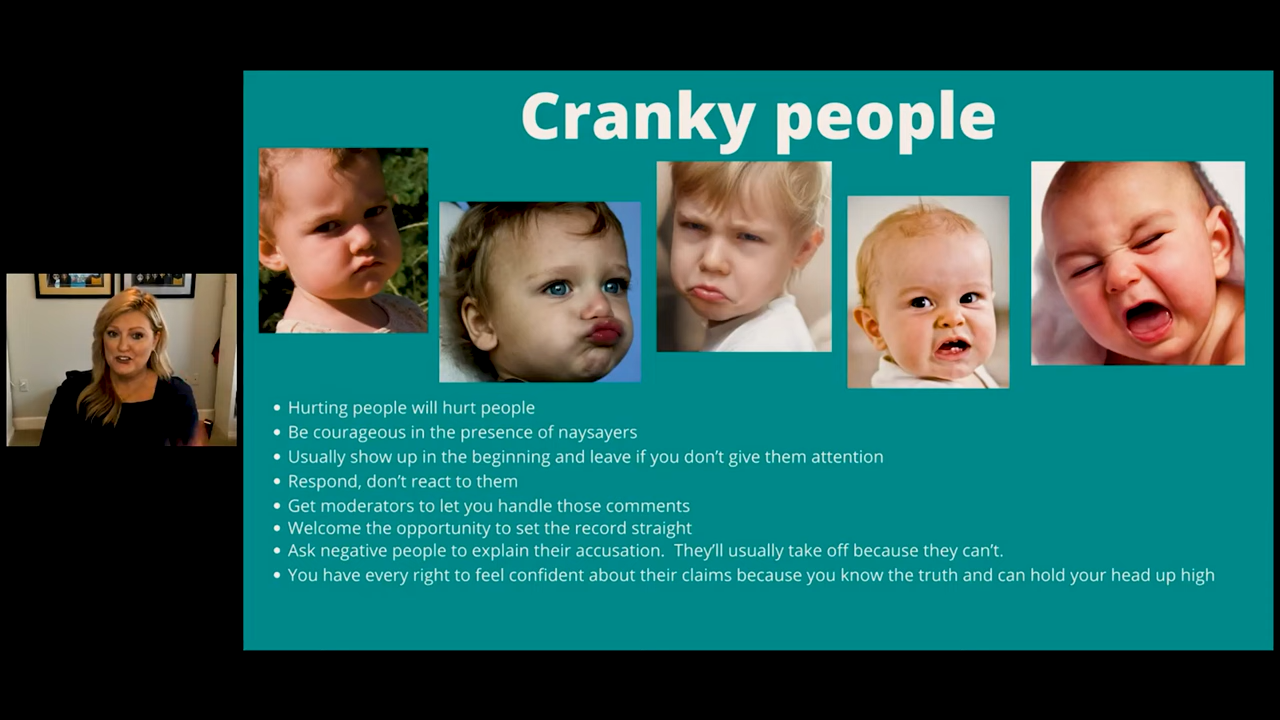 Cranky people
• Hurting people will hurt people
• Be courageous in the presence of naysayers
• Usually show up in the beginning and leave if you don’t give them attention
• Respond, don’t react to them
• Get moderators to let you handle those comments
• Welcome the opportunity to set the record straight
• Ask negative people to explain their accusation.  They’ll usually take off because they can’t.
• You have every right to feel confident about their claims because you know the truth and can hold your head up high